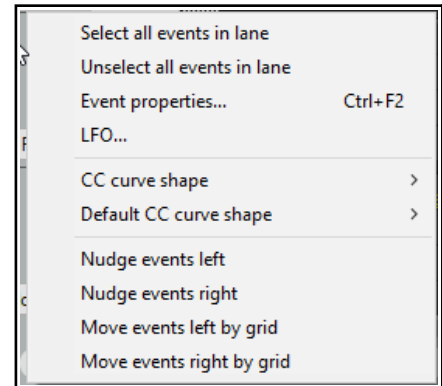 Select all events in lane
Unselect all events in lane
Event properties... Ctrl+F2
LFO...
CC curve shape >
Default CC curve shape >
Nudge events left
Nudge events right
Move events left by grid
Move events right by grid